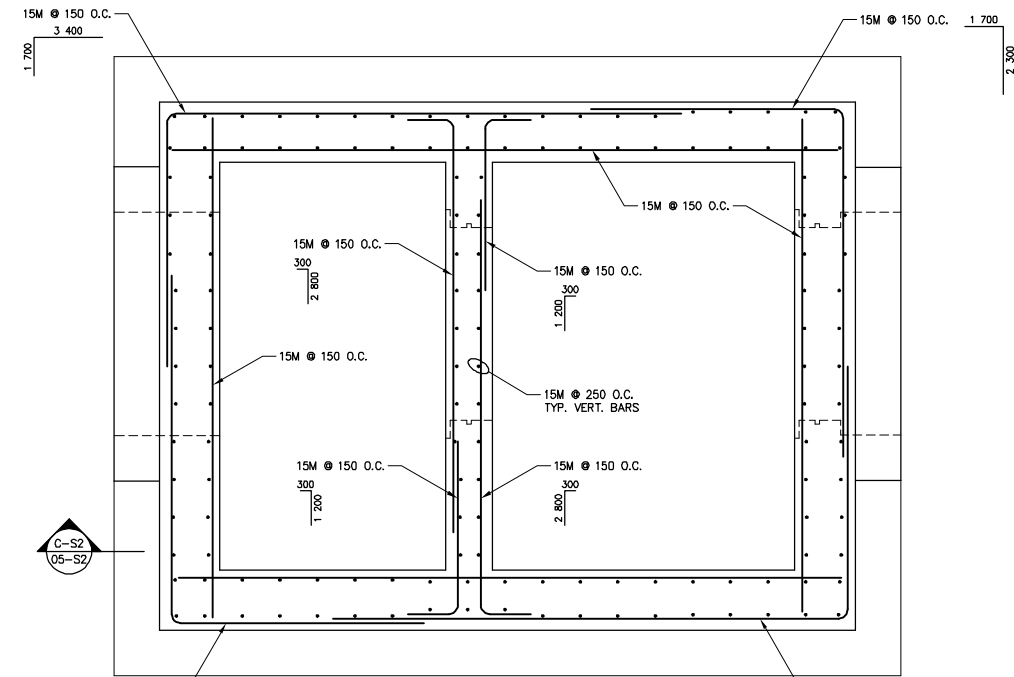 15M @ 150 O.C.
3 400
1 700
15M @ 150 O.C.
1 700
2 300
15M @ 150 O.C.
15M @ 150 O.C.
300
2 800
15M @ 150 O.C.
300
1 200
15M @ 150 O.C.
15M @ 250 O.C.
TYP. VERT. BARS
15M @ 150 O.C.
300
1 200
15M @ 150 O.C.
300
2 800
C-S2
05-S2